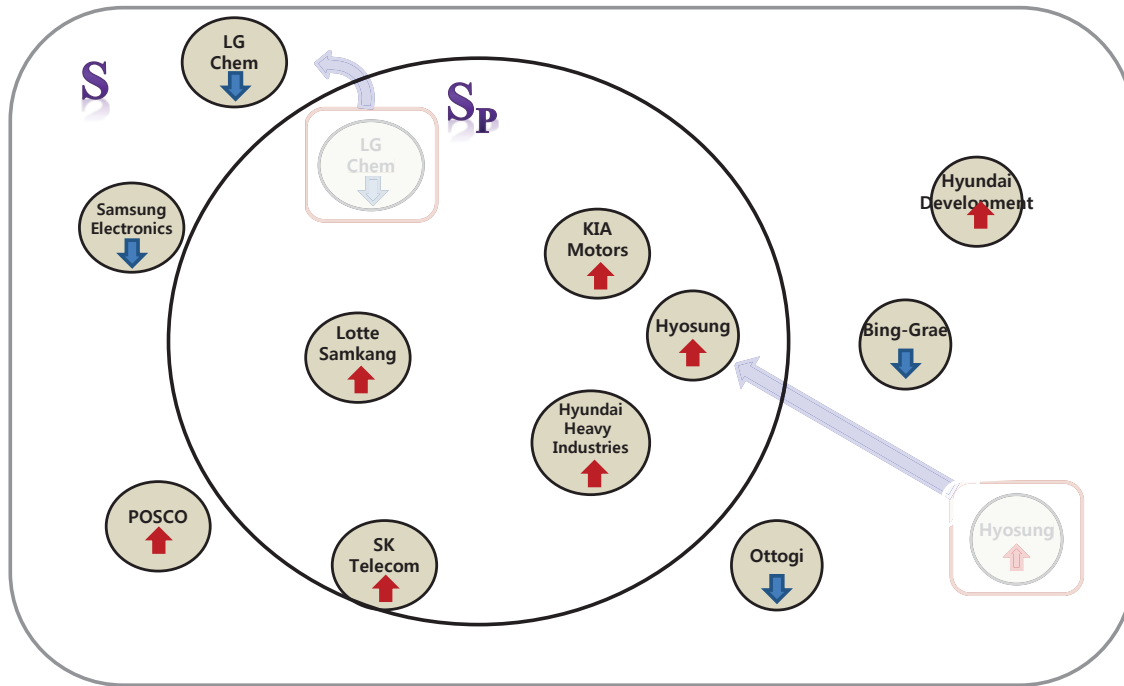 LG
Chem
S
S_P
LG
Chem
Samsung
Electronics
Hyundai
Development
KIA
Motors
Hyosung
Bing-Grae
Lotte
Samkang
Hyundai
Heavy
Industries
POSCO
SK
Telecom
Ottogi
Hyosung